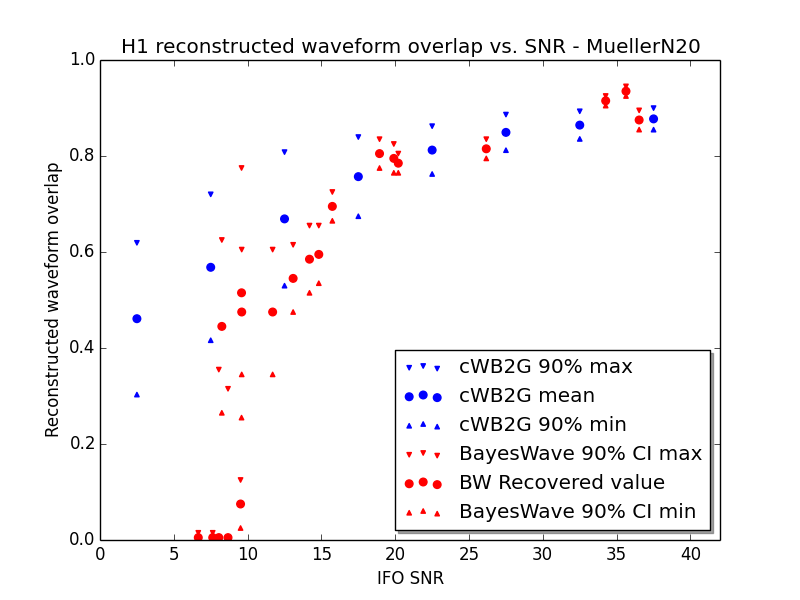 H1 reconstructed waveform overlap vs. SNR - MuellerN20
1.0
0.8
0.6
0.4
0.2
0.0
Reconstructed waveform overlap
cWB2G 90% max
cWB2G mean
cWB2G 90% min
BayesWave 90% CI max
BW Recovered value
BayesWave 90% CI min
0 5 10 15 20 25 30 35 40
IFO SNR